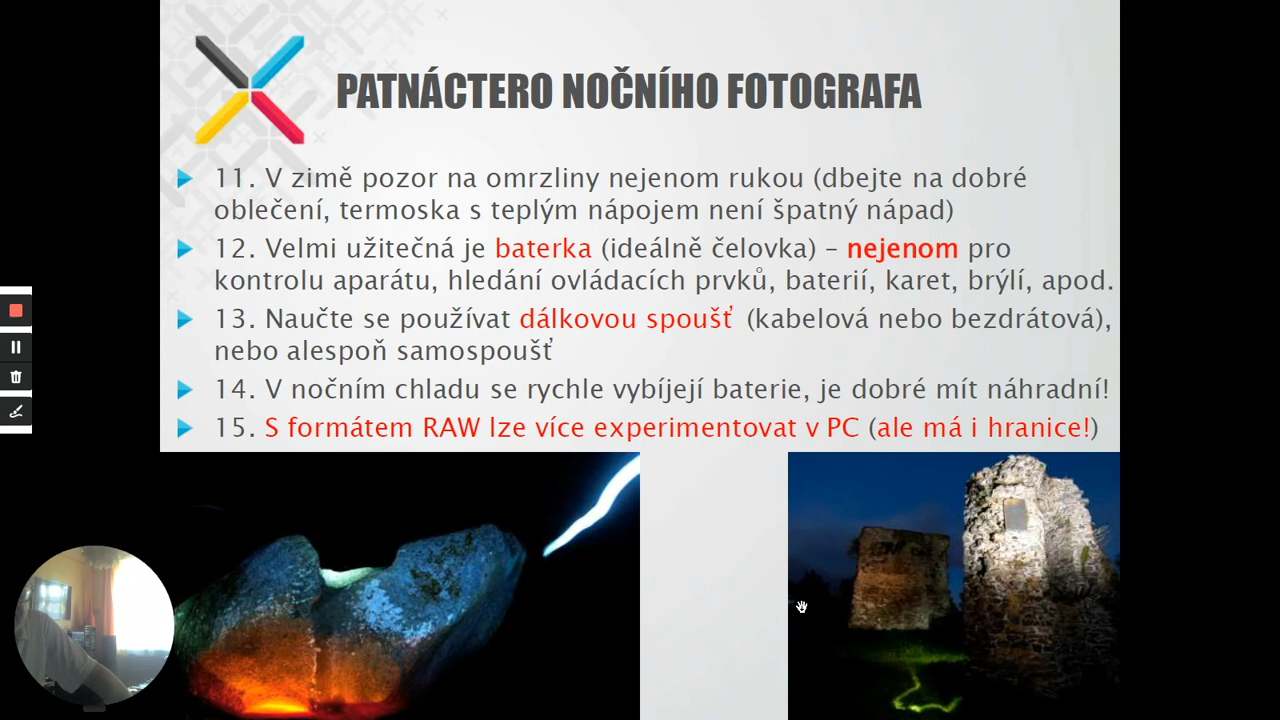 PATNÁCTERO NOČNÍHO FOTOGRAFA
11. V zimě pozor na omrzliny nejenom rukou (dbejte na dobré
oblečení, termoska s teplým nápojem není špatný nápad)
12. Velmi užitečná je baterka (ideálně čelovka) – nejenom pro
kontrolu aparátu, hledání ovládacích prvků, baterií, karet, brýlí, apod.
13. Naučte se používat dálkovou spoušť (kabelová nebo bezdrátová),
nebo alespoň samospoušť
14. V nočním chladu se rychle vybíjejí baterie, je dobré mít náhradní!
15. S formátem RAW lze více experimentovat v PC (ale má i hranice!)